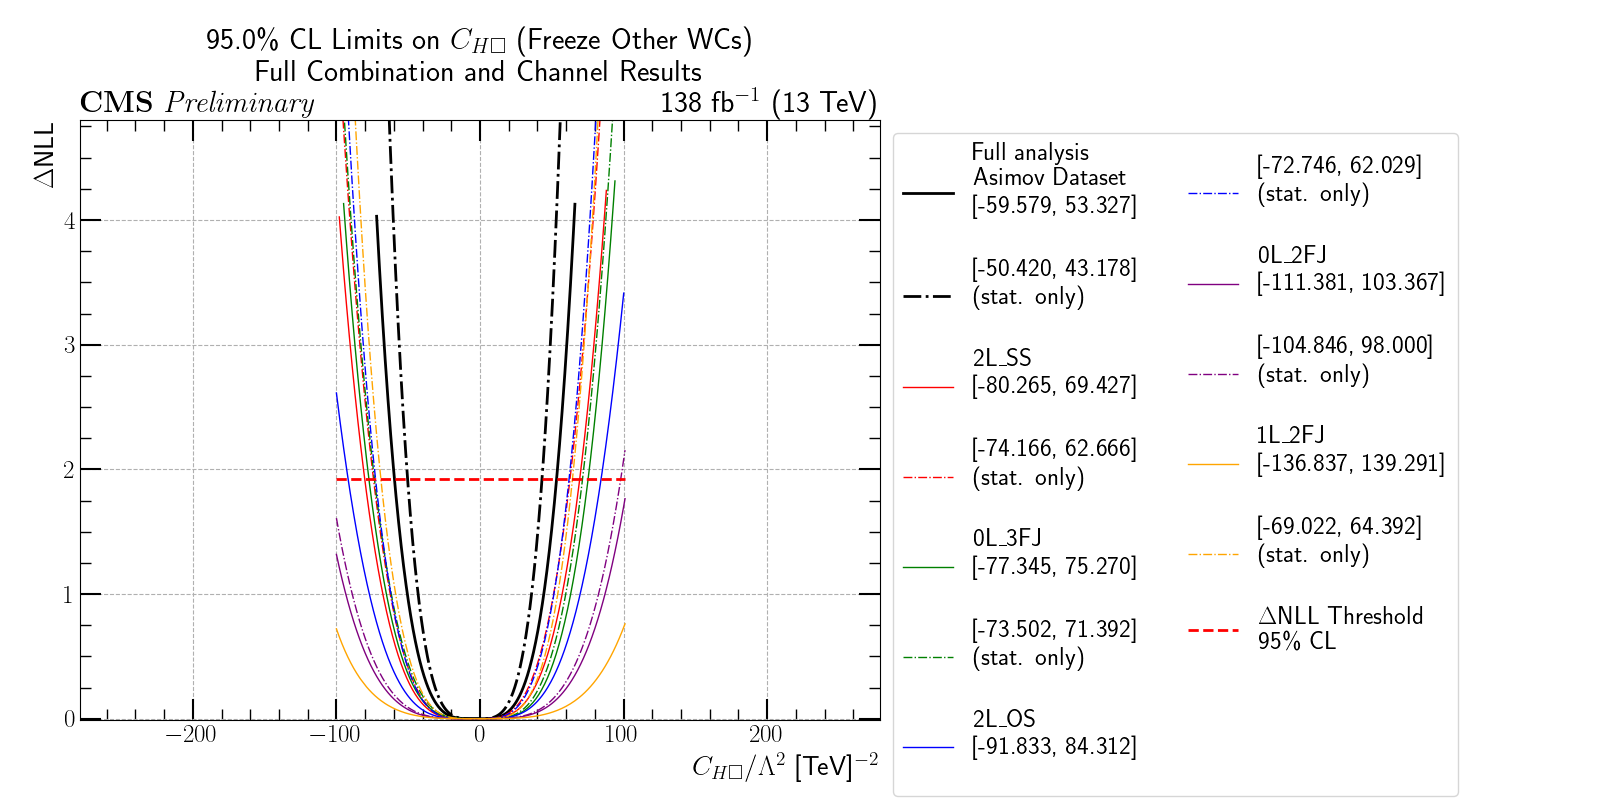 95.0% CL Limits on C_{H□} (Freeze Other WCs)
Full Combination and Channel Results
CMS Preliminary
138 fb⁻¹ (13 TeV)
ΔNLL
4
3
2
1
0
−200
−100
0
100
200
C_{H□}/Λ² [TeV]⁻²
Full analysis
Asimov Dataset
[-59.579, 53.327]
[-50.420, 43.178]
(stat. only)
2L_SS
[-80.265, 69.427]
[-74.166, 62.666]
(stat. only)
0L_3FJ
[-77.345, 75.270]
[-73.502, 71.392]
(stat. only)
2L_OS
[-91.833, 84.312]
[-72.746, 62.029]
(stat. only)
0L_2FJ
[-111.381, 103.367]
[-104.846, 98.000]
(stat. only)
1L_2FJ
[-136.837, 139.291]
[-69.022, 64.392]
(stat. only)
ΔNLL Threshold
95% CL